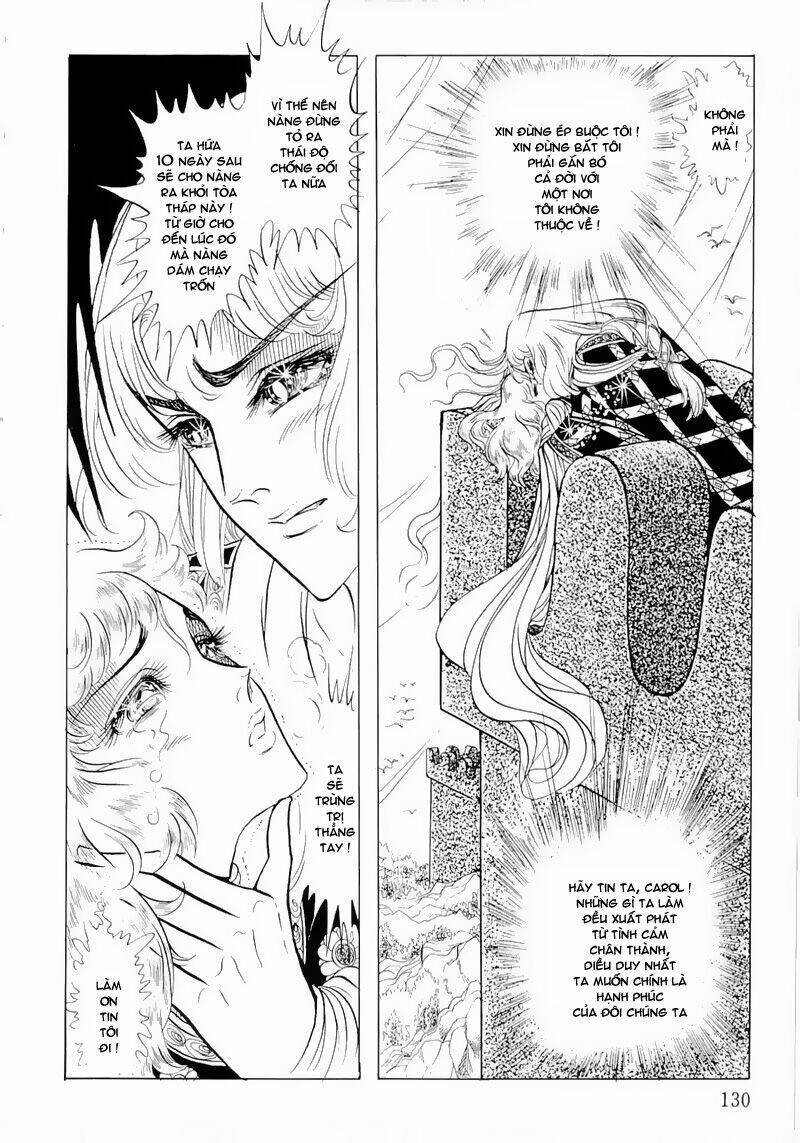 KHÔNG
PHẢI
MÀ !
XIN ĐỪNG ÉP BUỘC TÔI !
XIN ĐỪNG BẮT TÔI
PHẢI GẮN BÓ
CẢ ĐỜI VỚI
MỘT NƠI
TÔI KHÔNG
THUỘC VỀ !
HÃY TIN TA, CAROL !
NHỮNG GÌ TA LÀM
ĐỀU XUẤT PHÁT
TỪ TÌNH CẢM
CHÂN THÀNH,
ĐIỀU DUY NHẤT
TA MUỐN CHÍNH LÀ
HẠNH PHÚC
CỦA ĐÔI CHÚNG TA
VÌ THẾ NÊN
NÀNG ĐỪNG
TỎ RA
THÁI ĐỘ
CHỐNG ĐỐI
TA NỮA
TA HỨA
10 NGÀY SAU
SẼ CHO NÀNG
RA KHỎI TÒA
THÁP NÀY !
TỪ GIỜ CHO
ĐẾN LÚC ĐÓ
MÀ NÀNG
DÁM CHẠY
TRỐN
TA
SẼ
TRỪNG
TRỊ
THẲNG
TAY !
LÀM
ƠN
TIN
TÔI
ĐI !
130